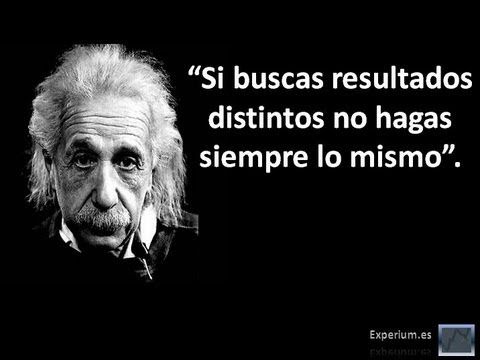 “Si buscas resultados
distintos no hagas
siempre lo mismo”.
Experium.es